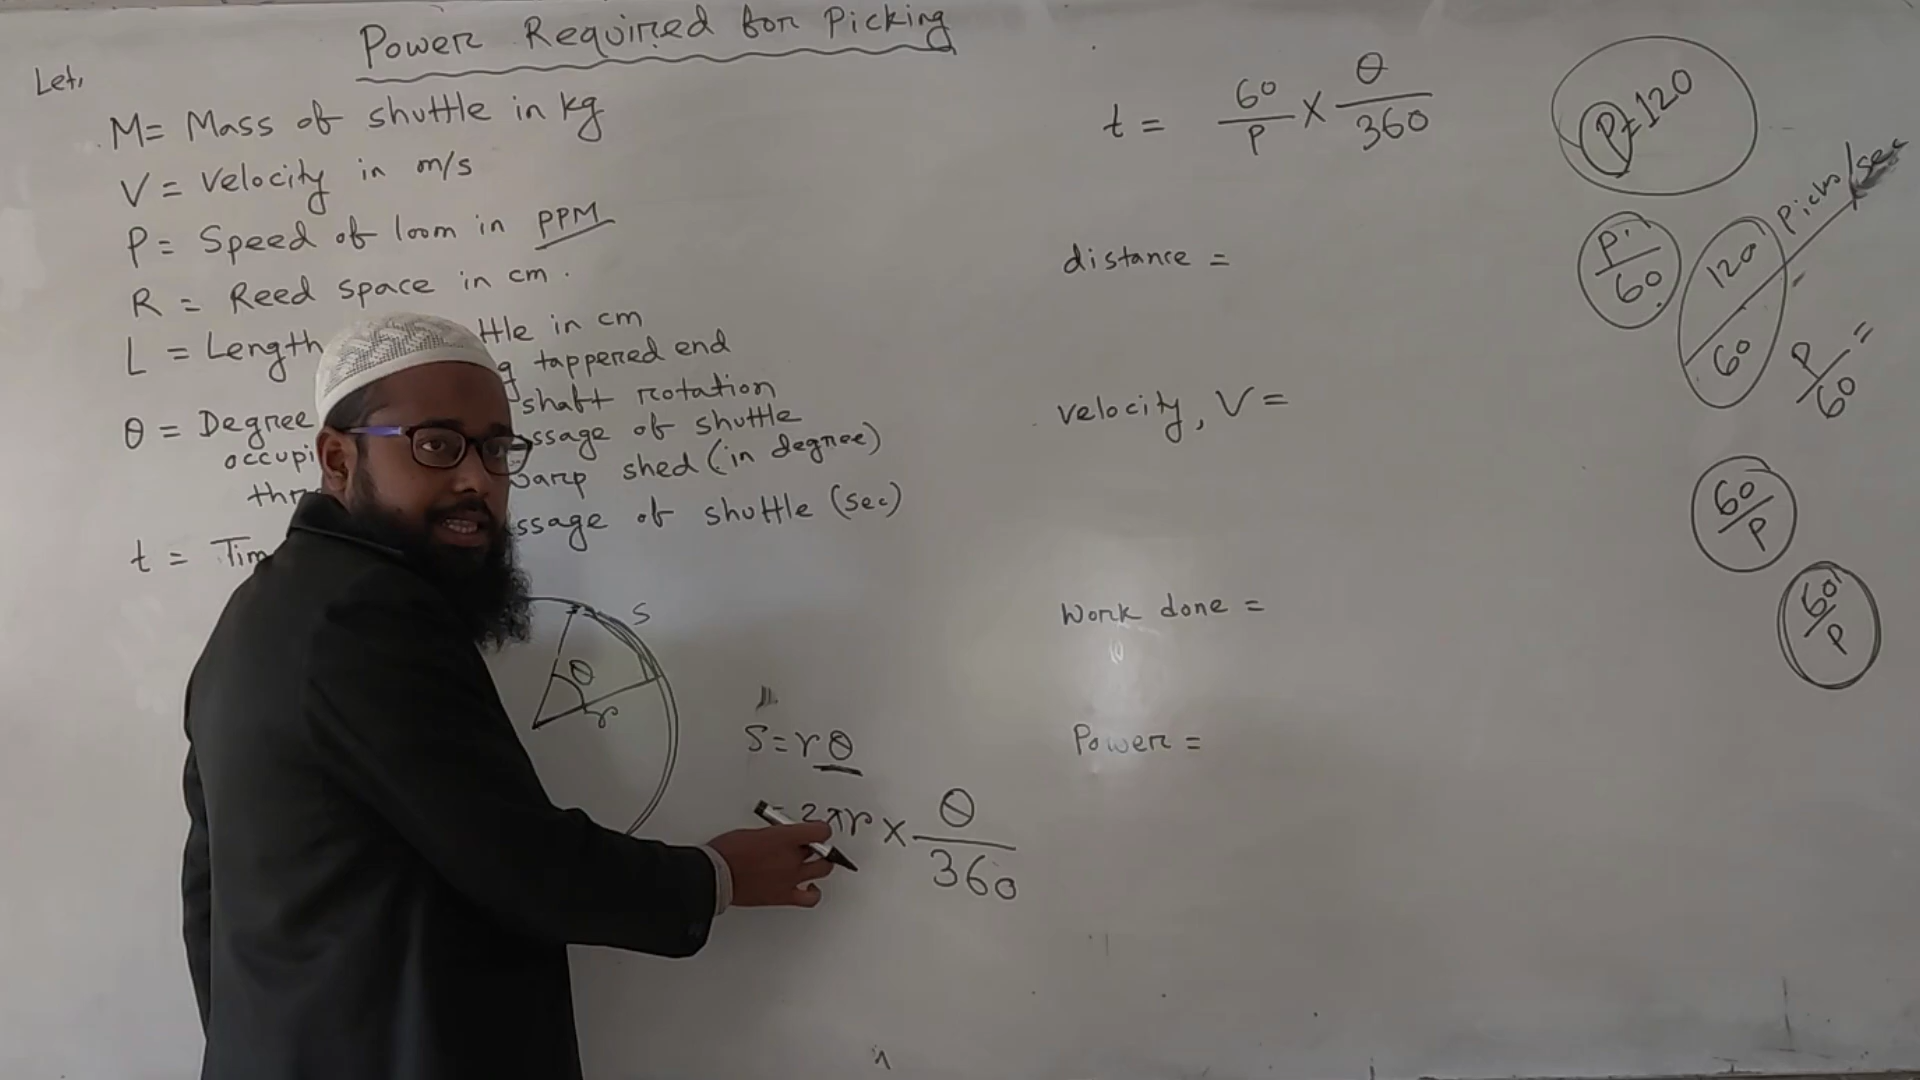 Power Required for Picking
Let,
M= Mass of shuttle in kg
V = Velocity in m/s
P = Speed of loom in PPM
R = Reed space in cm.
L = Length ttle in cm
g tappered end
θ = Degree shaft rotation
occupi ssage of shuttle
thr warp shed (in degree)
t = Tim ssage of shuttle (sec)
S
θ
r
S = rθ
= 2πr × θ/360
t = 60/P × θ/360
distance =
velocity, V =
Work done =
Power =
P=120
P/60
120/60 Picks/sec
P/60 =
60/P
60/P